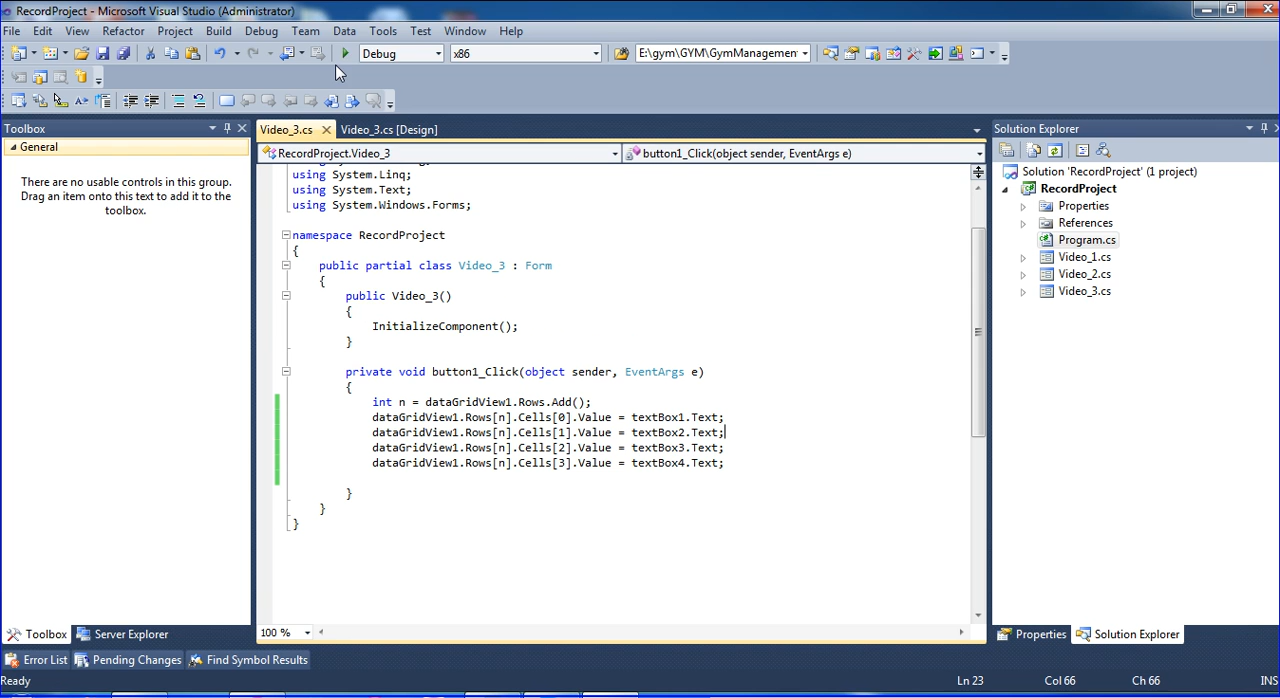 RecordProject - Microsoft Visual Studio (Administrator)
File Edit View Refactor Project Build Debug Team Data Tools Test Window Help
Debug x86 E:\gym\GYM\GymManagement
Toolbox
General
There are no usable controls in this group.
Drag an item onto this text to add it to the
toolbox.
Video_3.cs Video_3.cs [Design]
RecordProject.Video_3 button1_Click(object sender, EventArgs e)
using System.Linq;
using System.Text;
using System.Windows.Forms;
namespace RecordProject
{
public partial class Video_3 : Form
{
public Video_3()
{
InitializeComponent();
}
private void button1_Click(object sender, EventArgs e)
{
int n = dataGridView1.Rows.Add();
dataGridView1.Rows[n].Cells[0].Value = textBox1.Text;
dataGridView1.Rows[n].Cells[1].Value = textBox2.Text;
dataGridView1.Rows[n].Cells[2].Value = textBox3.Text;
dataGridView1.Rows[n].Cells[3].Value = textBox4.Text;
}
}
}
100 %
Solution Explorer
Solution 'RecordProject' (1 project)
RecordProject
Properties
References
Program.cs
Video_1.cs
Video_2.cs
Video_3.cs
Toolbox Server Explorer
Properties Solution Explorer
Error List Pending Changes Find Symbol Results
Ready Ln 23 Col 66 Ch 66 INS